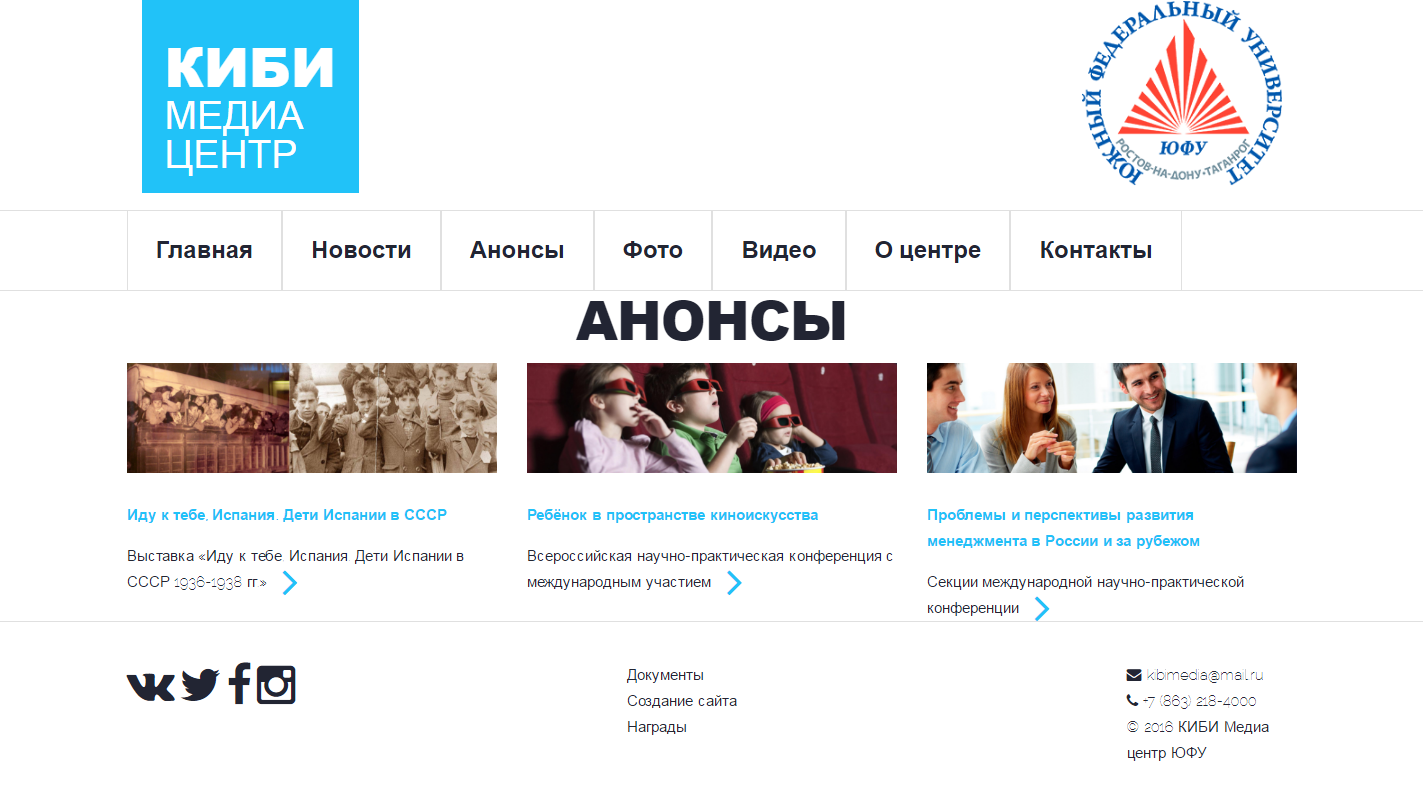 КИБИ
МЕДИА
ЦЕНТР
ЮЖНЫЙ ФЕДЕРАЛЬНЫЙ УНИВЕРСИТЕТ
ЮФУ
РОСТОВ-НА-ДОНУ•ТАГАНРОГ
Главная Новости Анонсы Фото Видео О центре Контакты
АНОНСЫ
Иду к тебе, Испания. Дети Испании в СССР
Выставка «Иду к тебе. Испания. Дети Испании в
СССР 1936-1938 гг.»
Ребёнок в пространстве киноискусства
Всероссийская научно-практическая конференция с
международным участием
Проблемы и перспективы развития
менеджмента в России и за рубежом
Секции международной научно-практической
конференции
Документы
Создание сайта
Награды
kibimedia@mail.ru
+7 (863) 218-4000
© 2016 КИБИ Медиа
центр ЮФУ